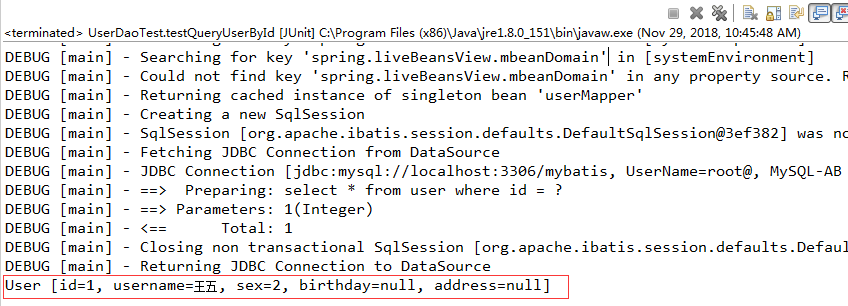 <terminated> UserDaoTest.testQueryUserById [JUnit] C:\Program Files (x86)\Java\jre1.8.0_151\bin\javaw.exe (Nov 29, 2018, 10:45:48 AM)
DEBUG [main] - Searching for key 'spring.liveBeansView.mbeanDomain' in [systemEnvironment]
DEBUG [main] - Could not find key 'spring.liveBeansView.mbeanDomain' in any property source. R
DEBUG [main] - Returning cached instance of singleton bean 'userMapper'
DEBUG [main] - Creating a new SqlSession
DEBUG [main] - SqlSession [org.apache.ibatis.session.defaults.DefaultSqlSession@3ef382] was no
DEBUG [main] - Fetching JDBC Connection from DataSource
DEBUG [main] - JDBC Connection [jdbc:mysql://localhost:3306/mybatis, UserName=root@, MySQL-AB
DEBUG [main] - ==>  Preparing: select * from user where id = ?
DEBUG [main] - ==> Parameters: 1(Integer)
DEBUG [main] - <==      Total: 1
DEBUG [main] - Closing non transactional SqlSession [org.apache.ibatis.session.defaults.Defaul
DEBUG [main] - Returning JDBC Connection to DataSource
User [id=1, username=王五, sex=2, birthday=null, address=null]